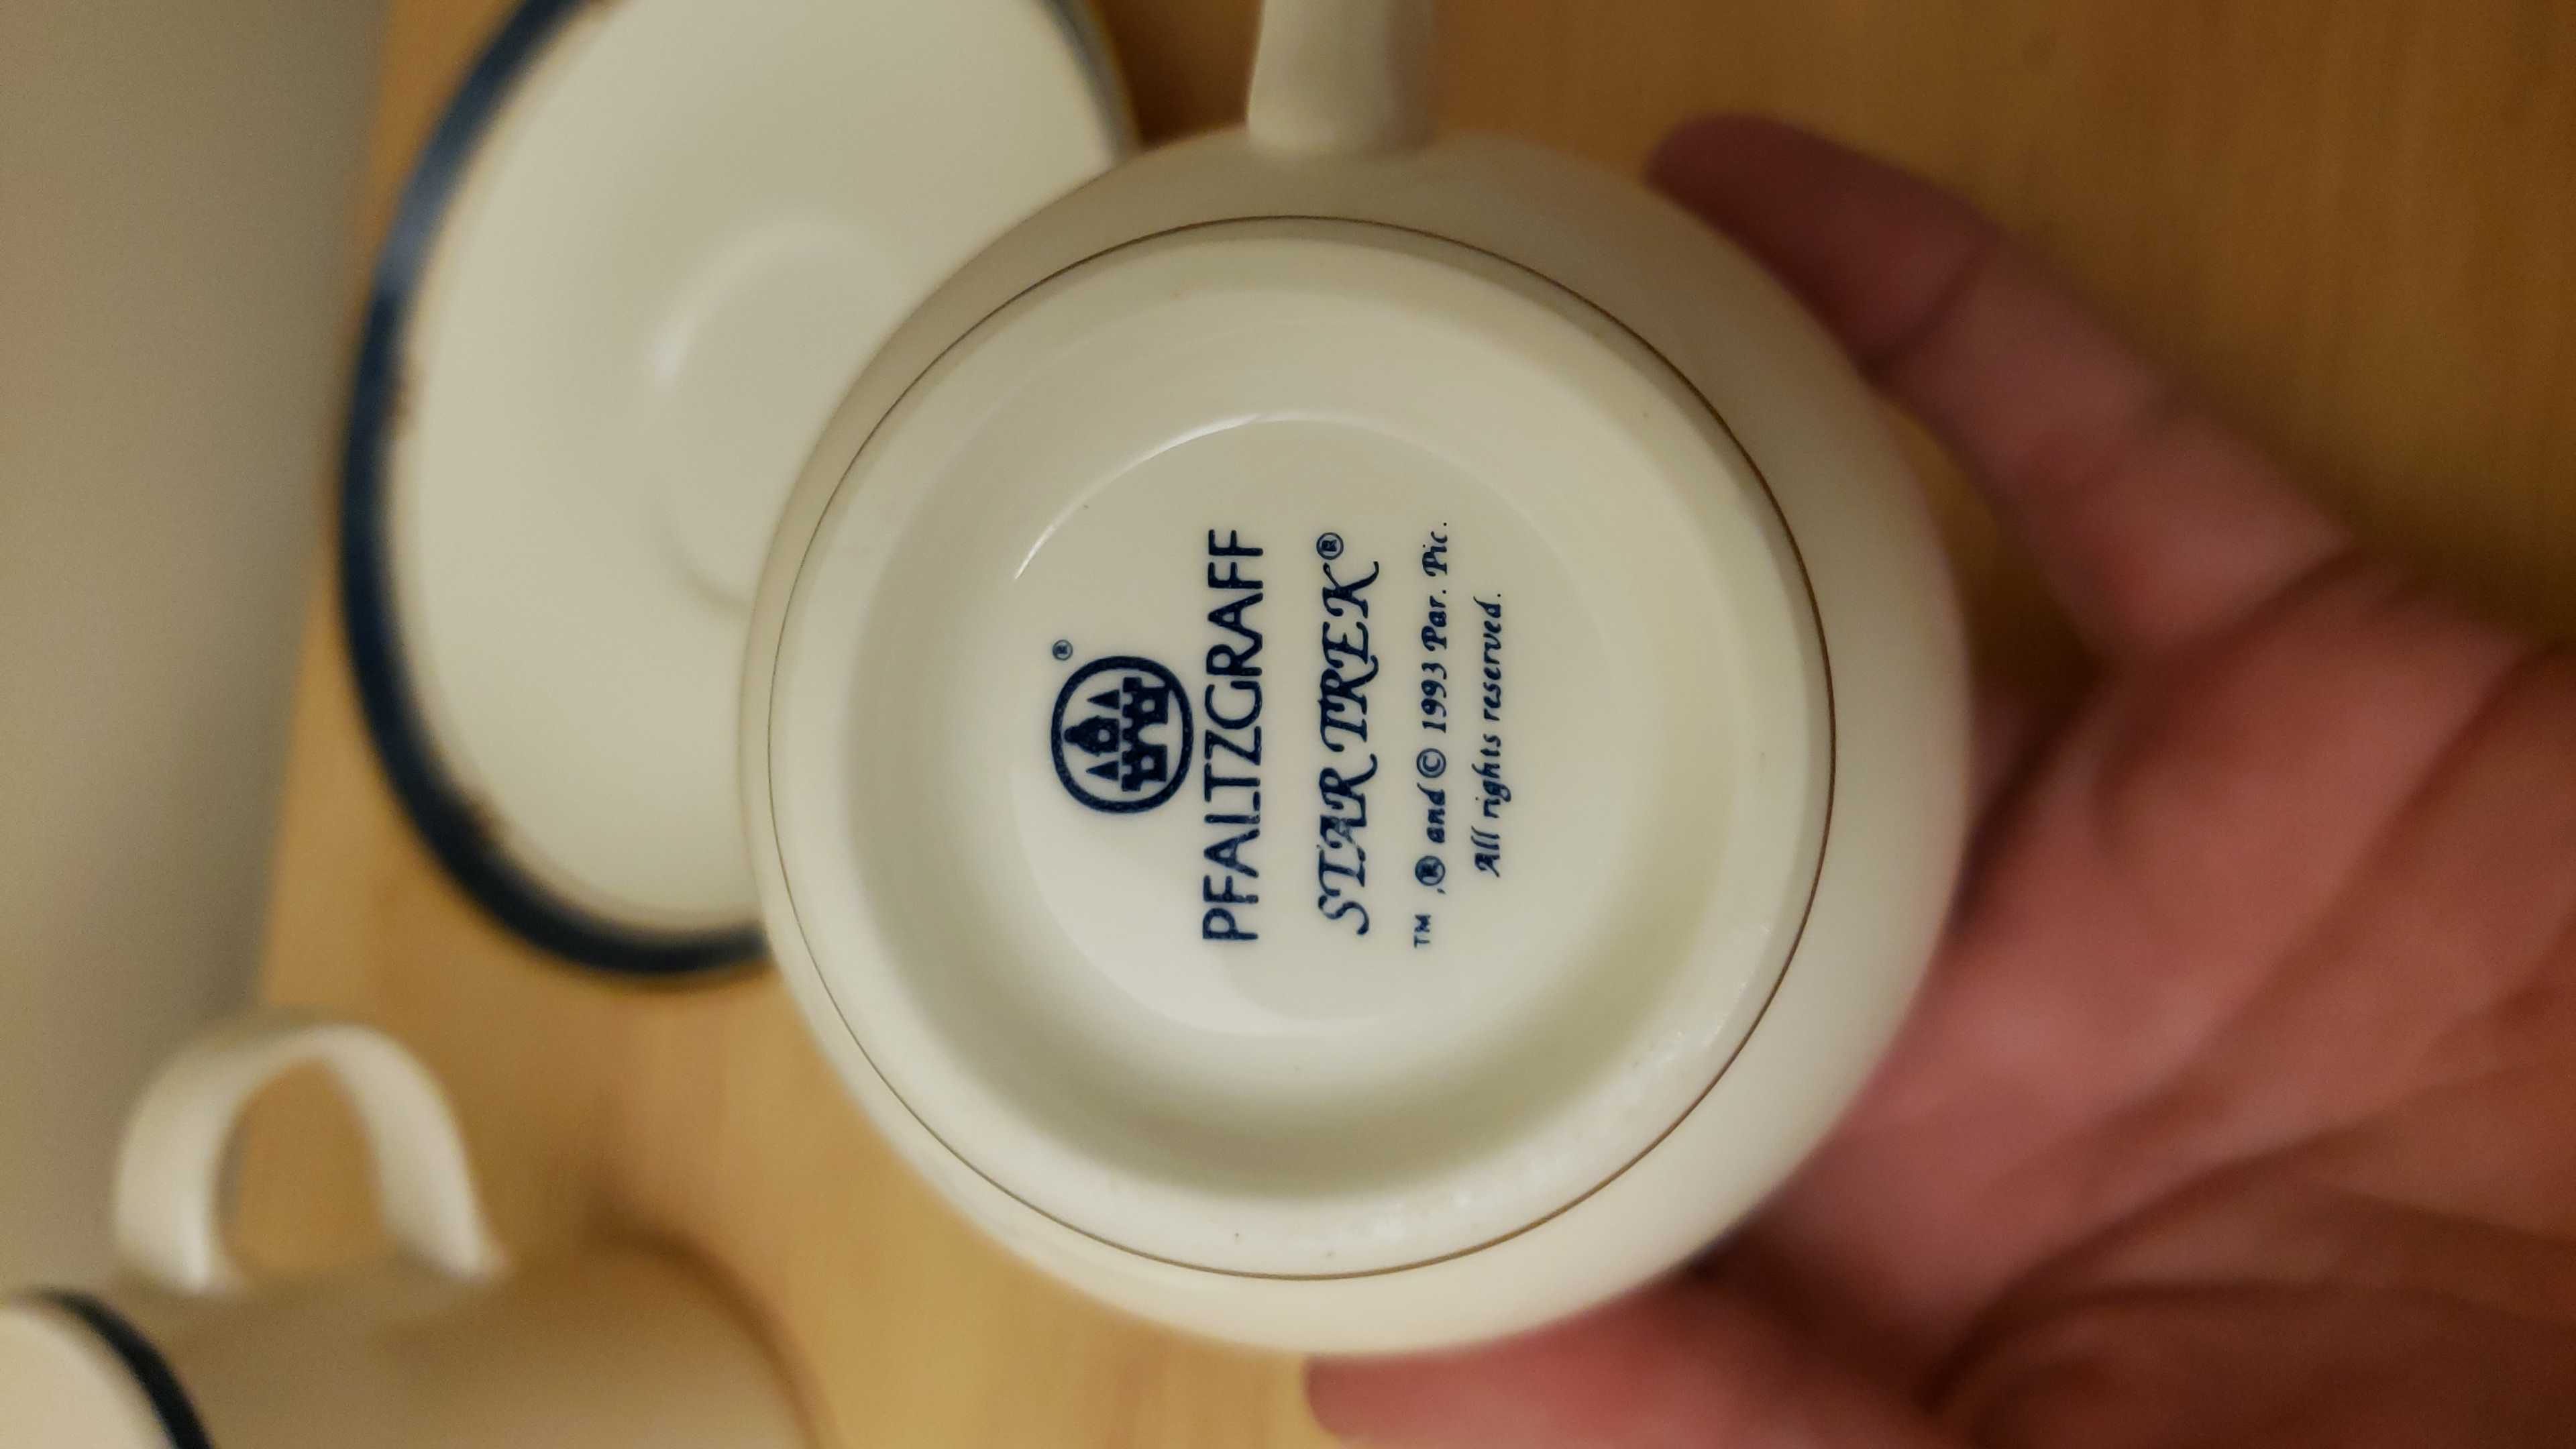 ®
PFALTZGRAFF
STAR TREK®
™,® and © 1993 Par. Pic.
All rights reserved.